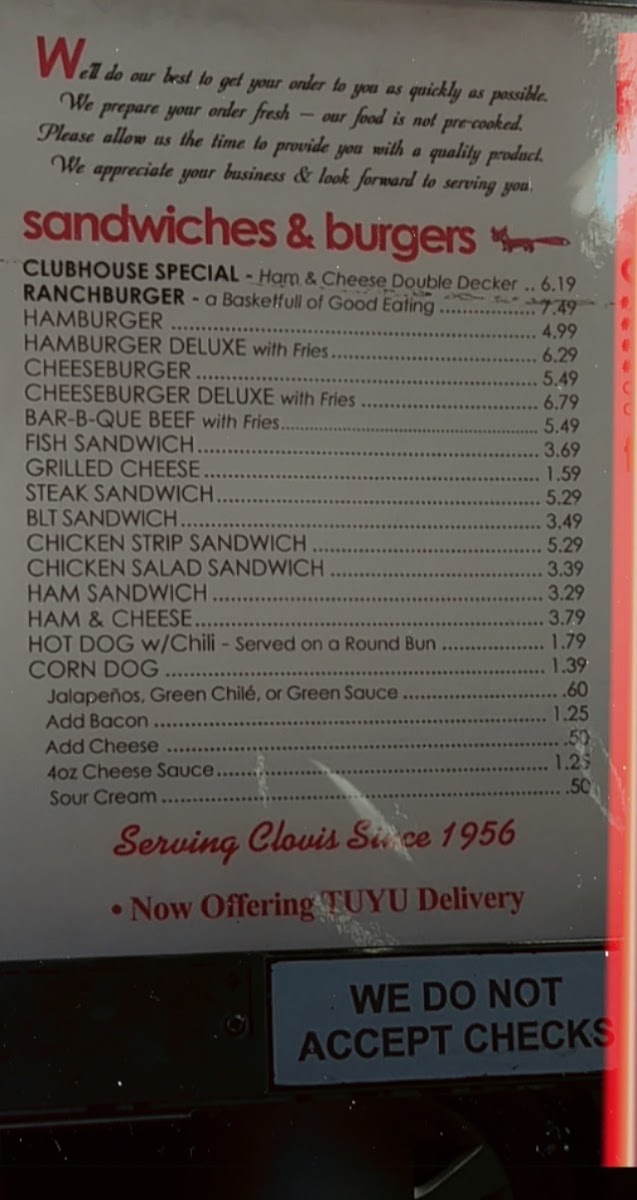 We'll do our best to get your order to you as quickly as possible.
We prepare your order fresh — our food is not pre-cooked.
Please allow us the time to provide you with a quality product.
We appreciate your business & look forward to serving you.
sandwiches & burgers
CLUBHOUSE SPECIAL - Ham & Cheese Double Decker .. 6.19
RANCHBURGER - a Basketfull of Good Eating ................ 7.49
HAMBURGER ................ 4.99
HAMBURGER DELUXE with Fries ................ 6.29
CHEESEBURGER ................ 5.49
CHEESEBURGER DELUXE with Fries ................ 6.79
BAR-B-QUE BEEF with Fries ................ 5.49
FISH SANDWICH ................ 3.69
GRILLED CHEESE ................ 1.59
STEAK SANDWICH ................ 5.29
BLT SANDWICH ................ 3.49
CHICKEN STRIP SANDWICH ................ 5.29
CHICKEN SALAD SANDWICH ................ 3.39
HAM SANDWICH ................ 3.29
HAM & CHEESE ................ 3.79
HOT DOG w/Chili - Served on a Round Bun ................ 1.79
CORN DOG ................ 1.39
Jalapeños, Green Chilé, or Green Sauce ................ .60
Add Bacon ................ 1.25
Add Cheese ................ .50
4oz Cheese Sauce ................ 1.25
Sour Cream ................ .50
Serving Clovis Since 1956
• Now Offering TUYU Delivery
WE DO NOT
ACCEPT CHECKS